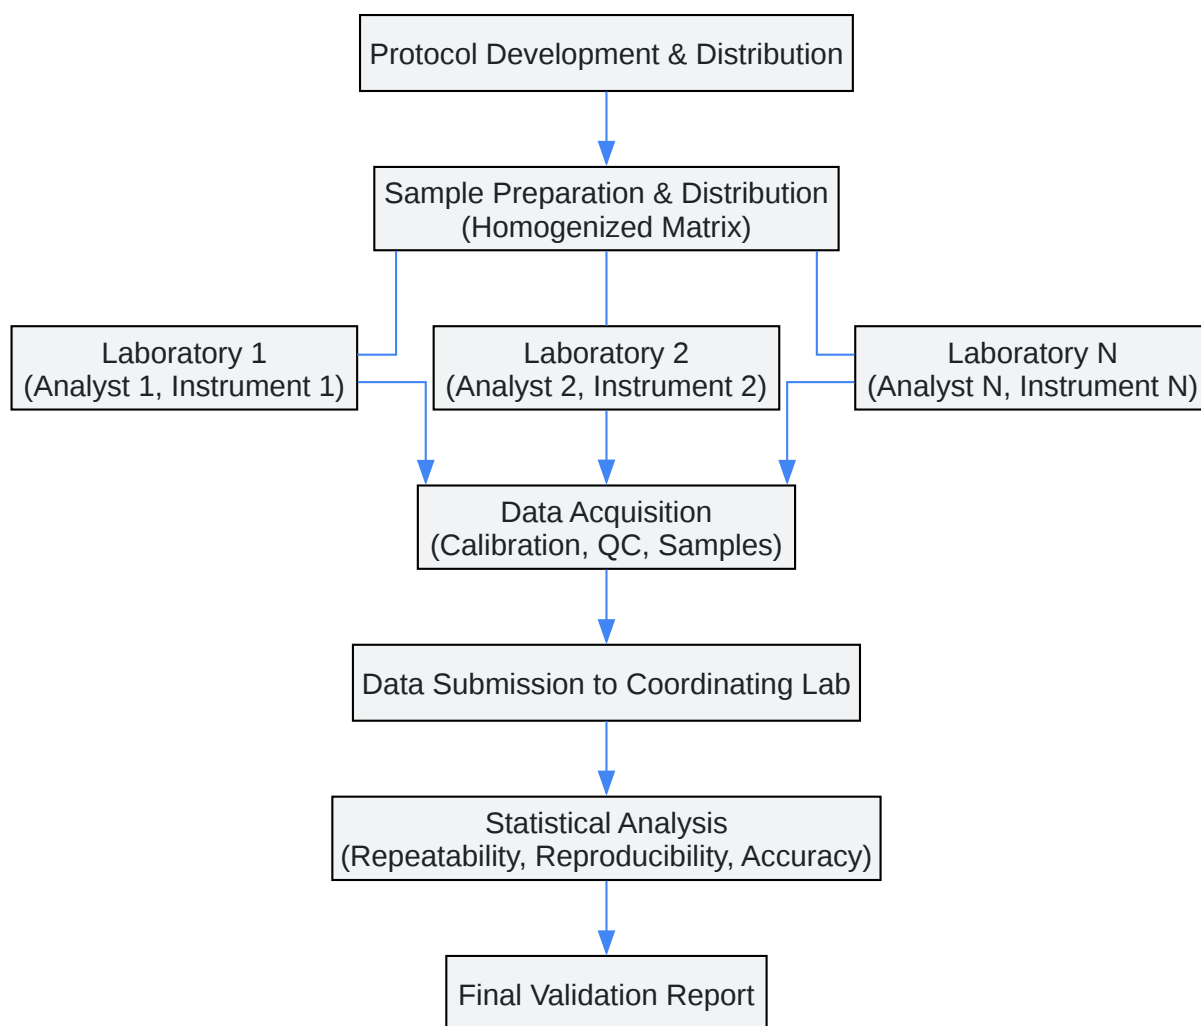 Protocol Development & Distribution
Sample Preparation & Distribution
(Homogenized Matrix)
Laboratory 1
(Analyst 1, Instrument 1)
Laboratory 2
(Analyst 2, Instrument 2)
Laboratory N
(Analyst N, Instrument N)
Data Acquisition
(Calibration, QC, Samples)
Data Submission to Coordinating Lab
Statistical Analysis
(Repeatability, Reproducibility, Accuracy)
Final Validation Report